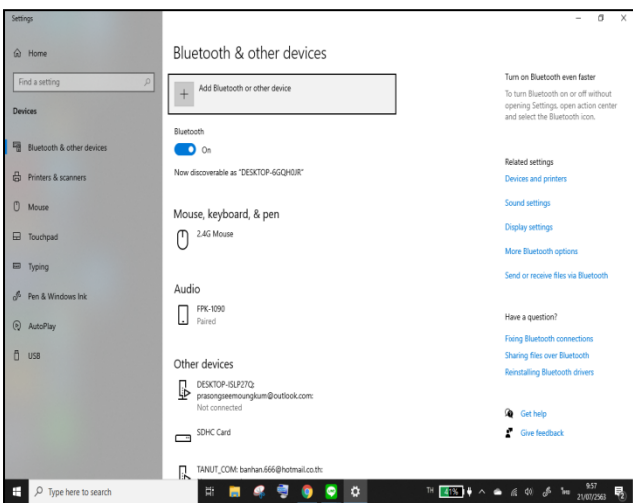 Settings
Home
Find a setting
Devices
Bluetooth & other devices
Printers & scanners
Mouse
Touchpad
Typing
Pen & Windows Ink
AutoPlay
USB
Bluetooth & other devices
Add Bluetooth or other device
Bluetooth
On
Now discoverable as "DESKTOP-6GQH0JR"
Mouse, keyboard, & pen
2.4G Mouse
Audio
FPK-1090
Paired
Other devices
DESKTOP-ISLP27Q:
prasongseemoungkum@outlook.com:
Not connected
SDHC Card
TANUT_COM: banhan.666@hotmail.co.th:
Turn on Bluetooth even faster
To turn Bluetooth on or off without
opening Settings, open action center
and select the Bluetooth icon.
Related settings
Devices and printers
Sound settings
Display settings
More Bluetooth options
Send or receive files via Bluetooth
Have a question?
Fixing Bluetooth connections
Sharing files over Bluetooth
Reinstalling Bluetooth drivers
Get help
Give feedback
Type here to search
TH
41%
9:57
21/07/2563